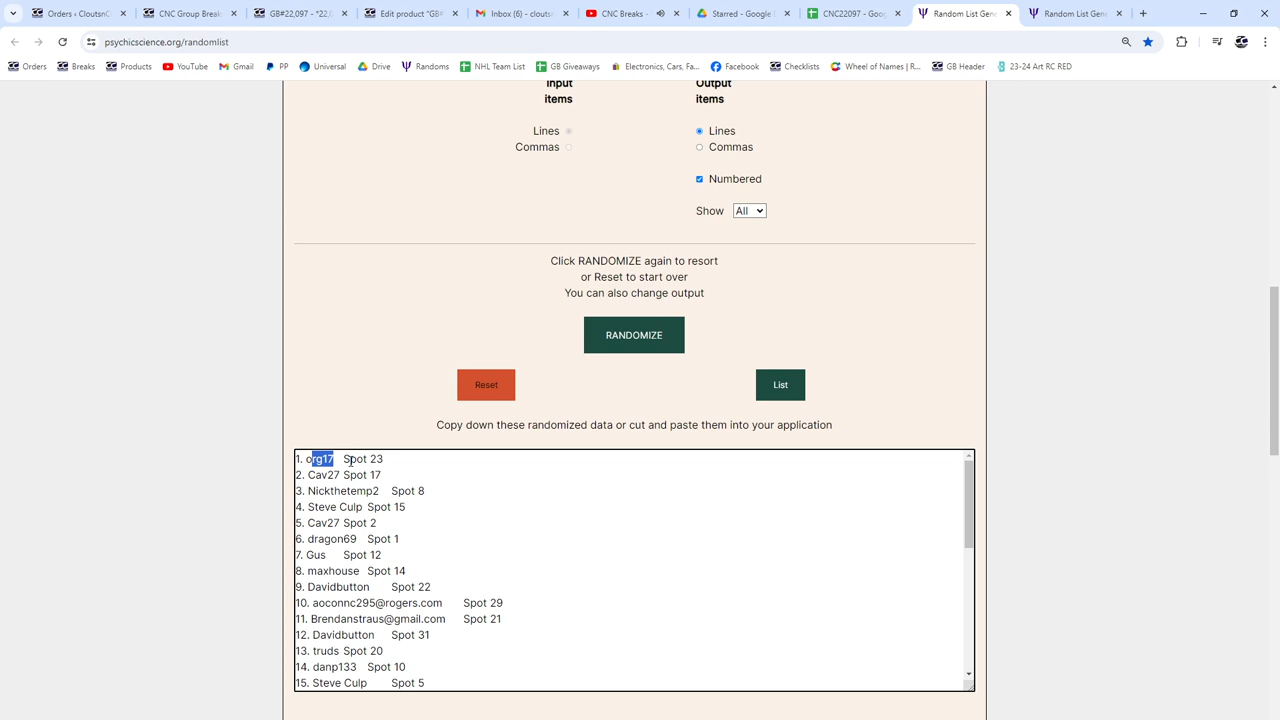 Orders - CloutsnC
CNC Group Break
GB#22,097 - *22,0
Edit product "GB
Inbox (6) - clouts
CNC Breaks -
Starred - Google D
CNC22097 - Goog
Random List Gene
Random List Gene
psychicscience.org/randomlist
Orders
Breaks
Products
YouTube
Gmail
PP
Universal
Drive
Randoms
NHL Team List
GB Giveaways
Electronics, Cars, Fa...
Facebook
Checklists
Wheel of Names | R...
GB Header
23-24 Art RC RED
Input
items
Output
items
Lines
Commas
Lines
Commas
Numbered
Show All
Click RANDOMIZE again to resort
or Reset to start over
You can also change output
RANDOMIZE
Reset
List
Copy down these randomized data or cut and paste them into your application
1. org17 Spot 23
2. Cav27 Spot 17
3. Nickthetemp2 Spot 8
4. Steve Culp Spot 15
5. Cav27 Spot 2
6. dragon69 Spot 1
7. Gus Spot 12
8. maxhouse Spot 14
9. Davidbutton Spot 22
10. aoconnc295@rogers.com Spot 29
11. Brendanstraus@gmail.com Spot 21
12. Davidbutton Spot 31
13. truds Spot 20
14. danp133 Spot 10
15. Steve Culp Spot 5